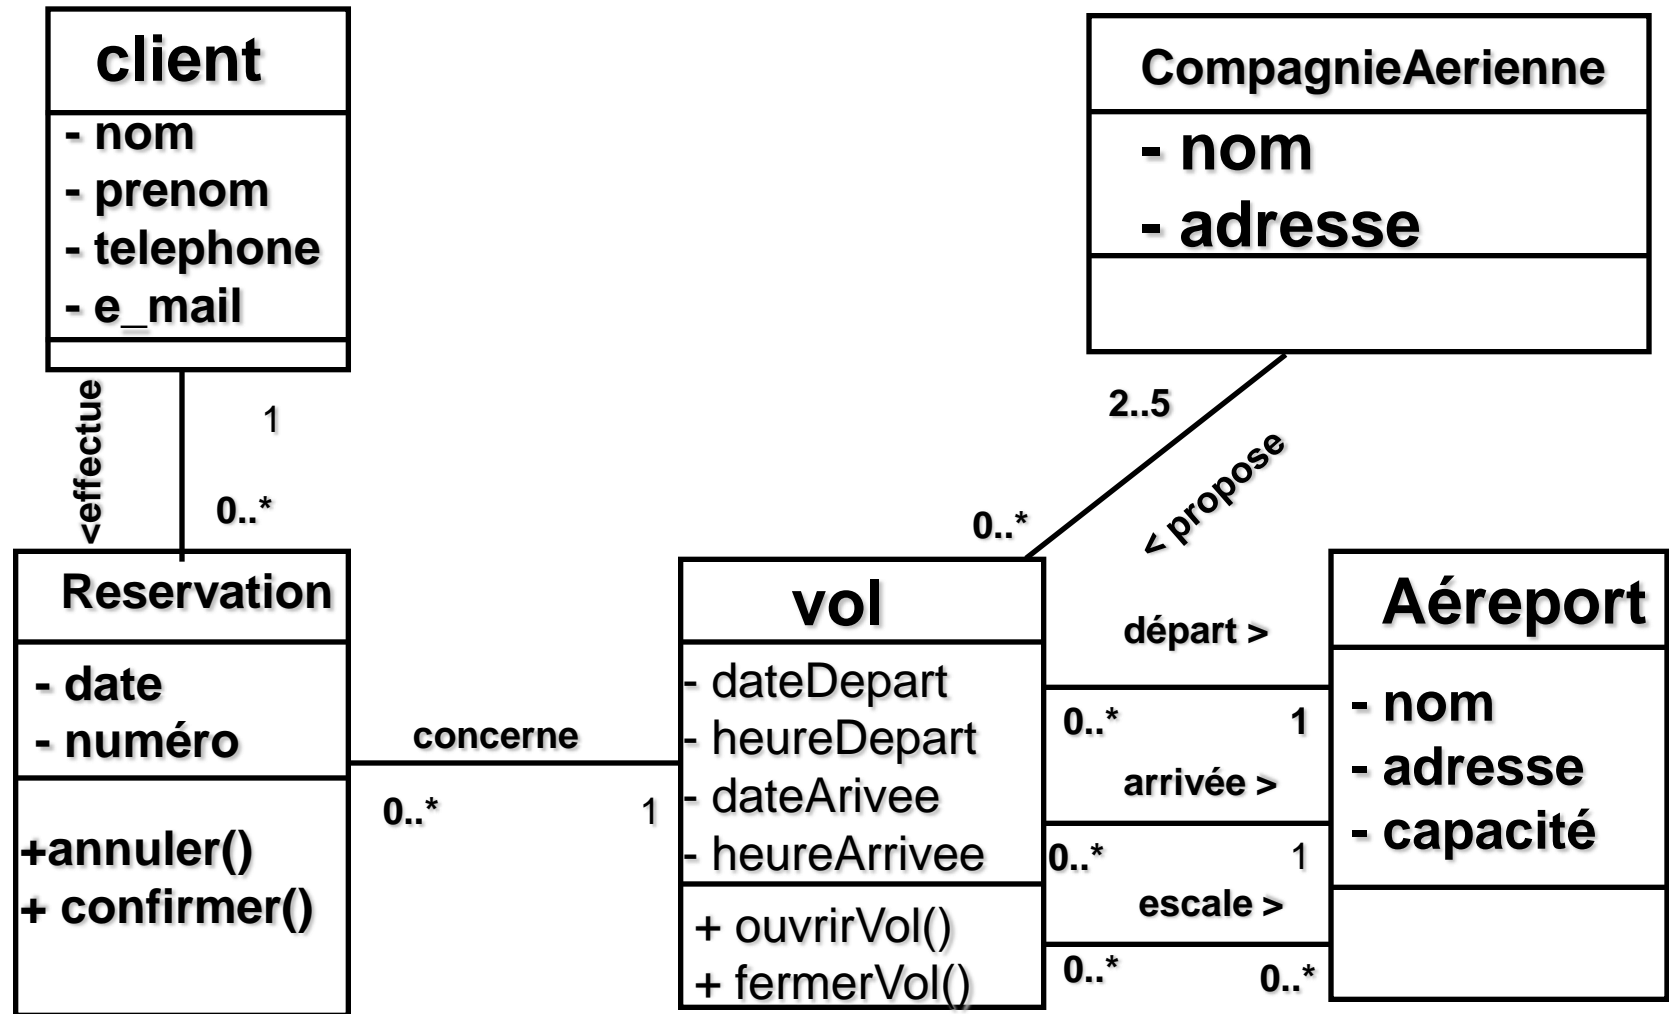 client
- nom
- prenom
- telephone
- e_mail
CompagnieAerienne
- nom
- adresse
<effectue
1
0..*
2..5
< propose
0..*
Reservation
- date
- numéro
+annuler()
+ confirmer()
concerne
0..*
1
vol
- dateDepart
- heureDepart
- dateArivee
- heureArrivee
+ ouvrirVol()
+ fermerVol()
départ >
0..*
1
arrivée >
0..*
1
escale >
0..*
0..*
Aéreport
- nom
- adresse
- capacité